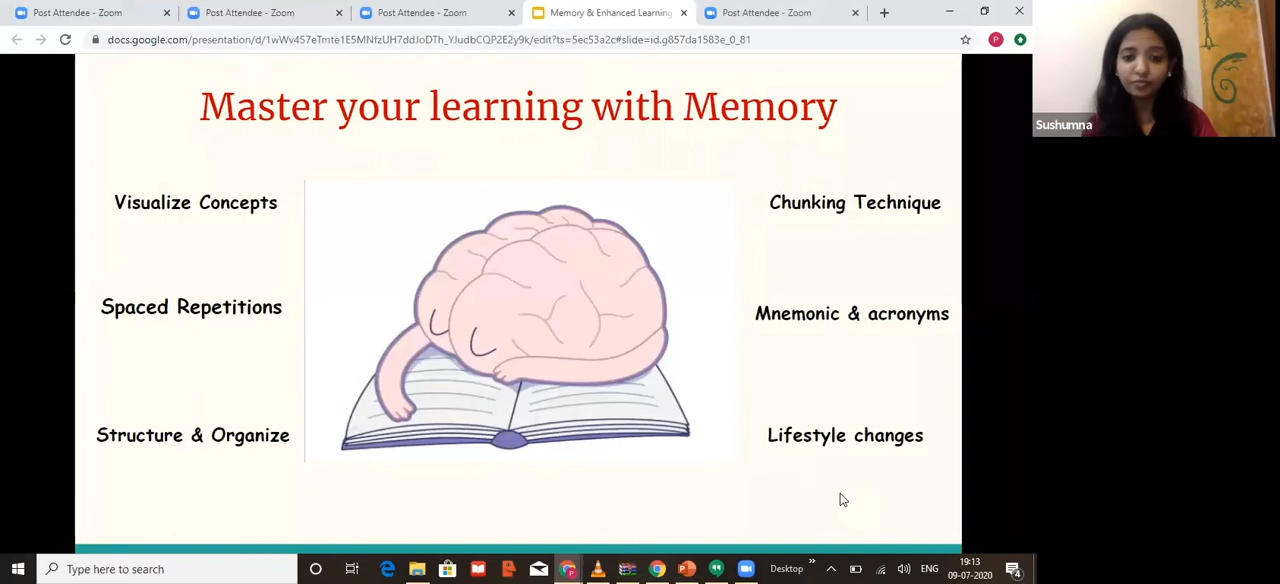 Post Attendee - Zoom
Post Attendee - Zoom
Post Attendee - Zoom
Memory & Enhanced Learning
Post Attendee - Zoom
docs.google.com/presentation/d/1wWv457eTmte1E5MNfzUH7ddJoDTh_YJudbCQP2E2y9k/edit?ts=5ec53a2c#slide=id.g857da1583e_0_81
P
Sushumna
Master your learning with Memory
Visualize Concepts
Chunking Technique
Spaced Repetitions
Mnemonic & acronyms
Structure & Organize
Lifestyle changes
Type here to search
Desktop
ENG
19:13
09-07-2020
4